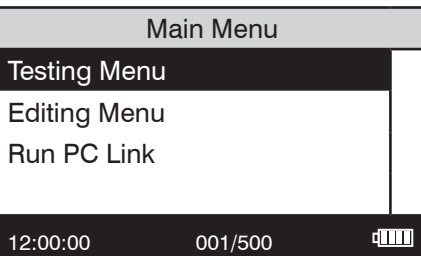 Main Menu
Testing Menu
Editing Menu
Run PC Link
12:00:00 001/500